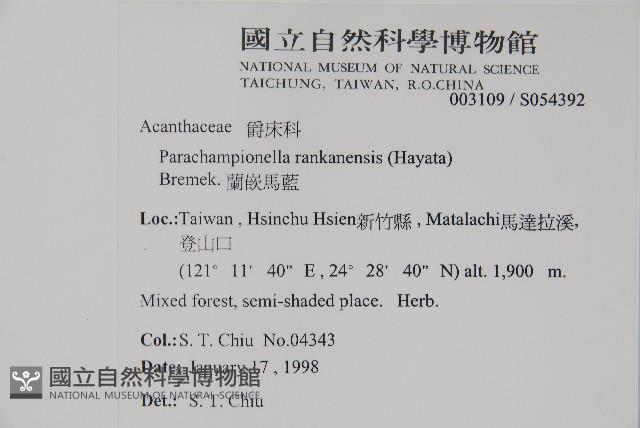 國立自然科學博物館
NATIONAL MUSEUM OF NATURAL SCIENCE
TAICHUNG, TAIWAN, R.O.CHINA
003109 / S054392
Acanthaceae 爵床科
Parachampionella rankanensis (Hayata)
Bremek. 蘭嵌馬藍
Loc.:Taiwan , Hsinchu Hsien新竹縣 , Matalachi馬達拉溪,
登山口
(121° 11' 40" E , 24° 28' 40" N) alt. 1,900 m.
Mixed forest, semi-shaded place. Herb.
Col.:S. T. Chiu No.04343
Date: January 17 , 1998
Det.: S. T. Chiu
國立自然科學博物館
NATIONAL MUSEUM OF NATURAL SCIENCE